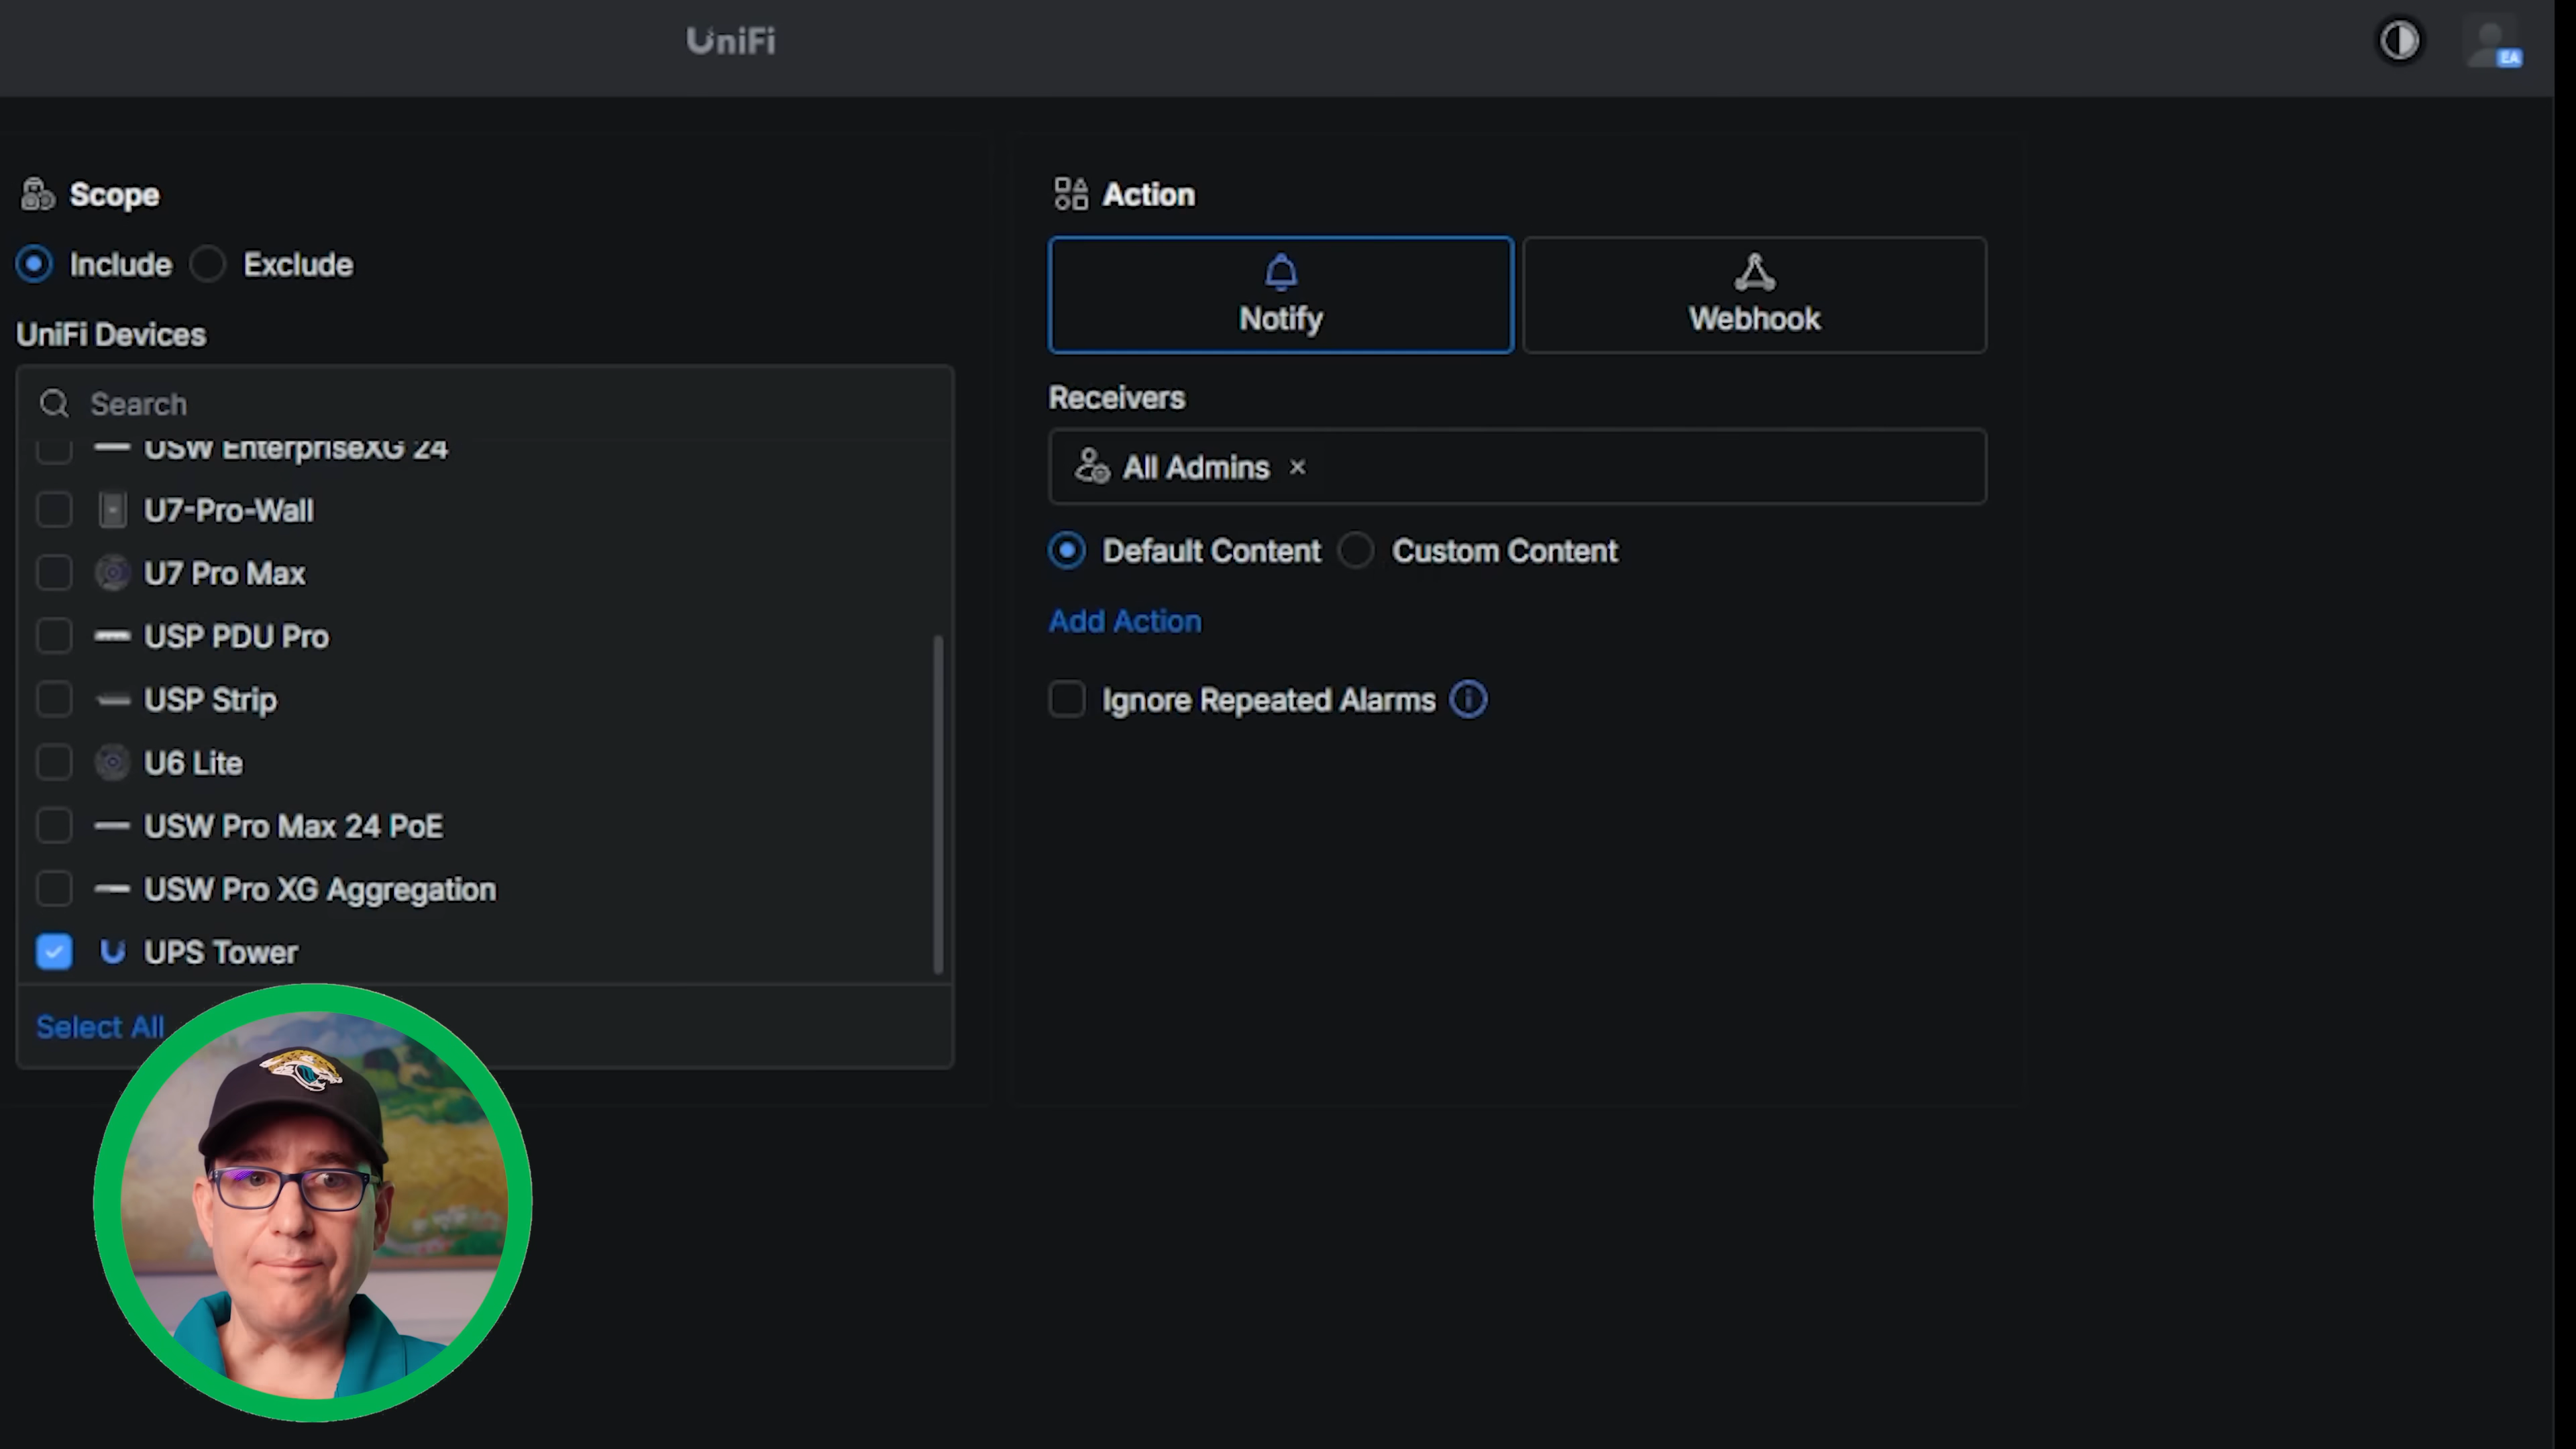 UniFi
EA
Scope
Include
Exclude
UniFi Devices
Search
USW EnterpriseXG 24
U7-Pro-Wall
U7 Pro Max
USP PDU Pro
USP Strip
U6 Lite
USW Pro Max 24 PoE
USW Pro XG Aggregation
UPS Tower
Select All
Action
Notify
Webhook
Receivers
All Admins ×
Default Content
Custom Content
Add Action
Ignore Repeated Alarms